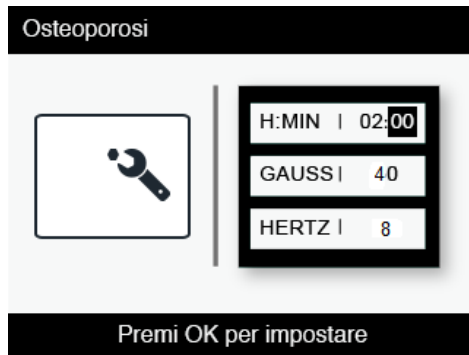 Osteoporosi
H:MIN | 02:00
GAUSS | 40
HERTZ | 8
Premi OK per impostare